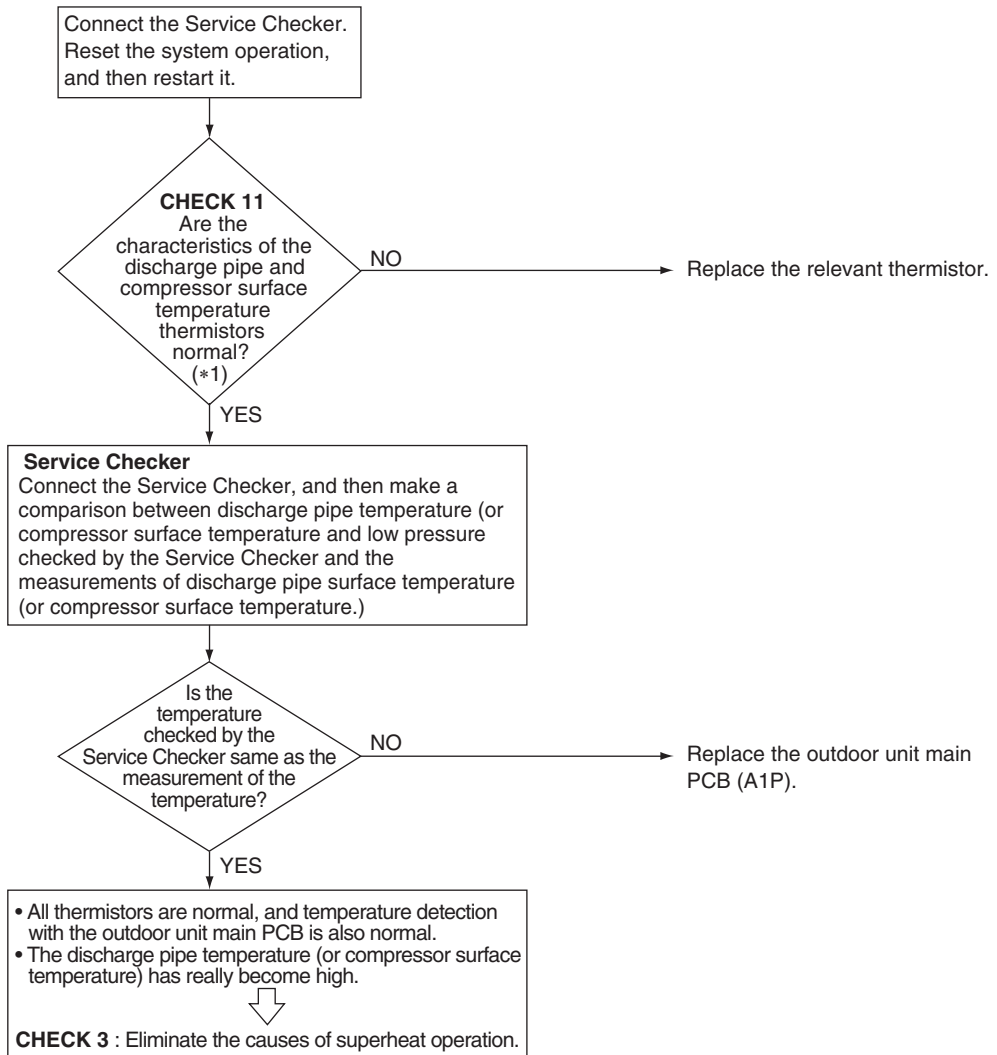 Connect the Service Checker.
Reset the system operation,
and then restart it.
CHECK 11
Are the
characteristics of the
discharge pipe and
compressor surface
temperature
thermistors
normal?
(*1)
NO
Replace the relevant thermistor.
YES
Service Checker
Connect the Service Checker, and then make a
comparison between discharge pipe temperature (or
compressor surface temperature and low pressure
checked by the Service Checker and the
measurements of discharge pipe surface temperature
(or compressor surface temperature.)
Is the
temperature
checked by the
Service Checker same as the
measurement of the
temperature?
NO
Replace the outdoor unit main
PCB (A1P).
YES
• All thermistors are normal, and temperature detection
with the outdoor unit main PCB is also normal.
• The discharge pipe temperature (or compressor surface
temperature) has really become high.
CHECK 3 : Eliminate the causes of superheat operation.